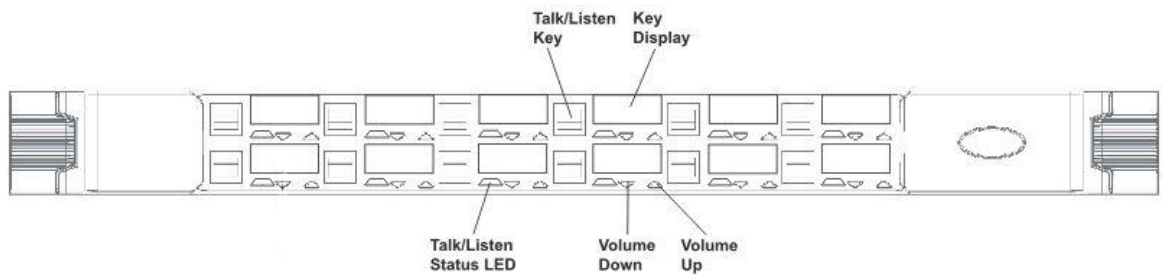 Talk/Listen
Key
Key
Display
Talk/Listen
Status LED
Volume
Down
Volume
Up